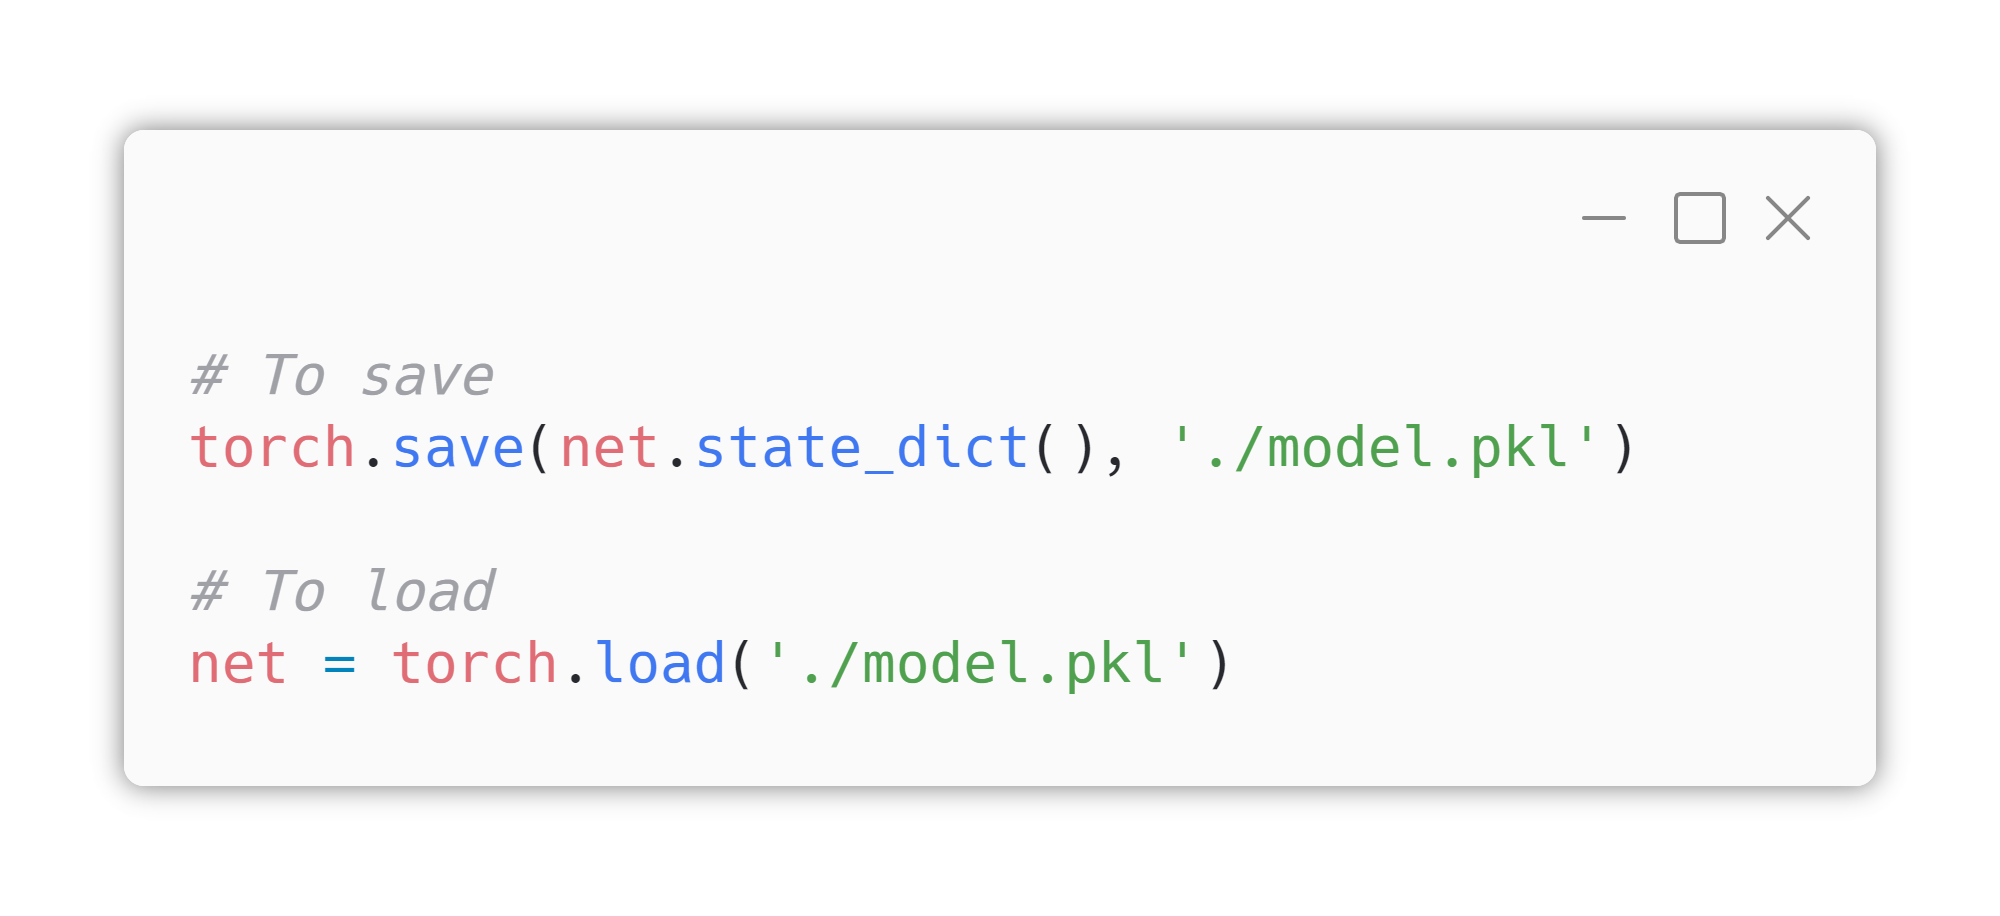 # To save
torch.save(net.state_dict(), './model.pkl')
# To load
net = torch.load('./model.pkl')